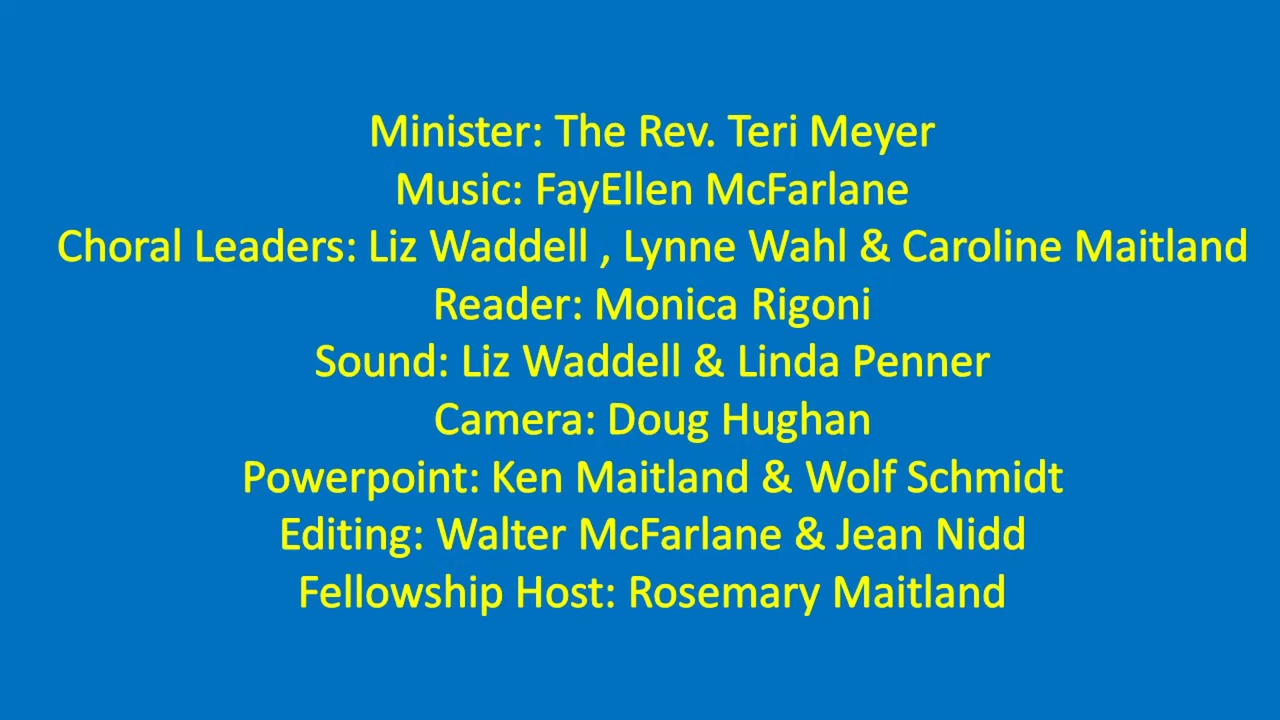 Minister: The Rev. Teri Meyer
Music: FayEllen McFarlane
Choral Leaders: Liz Waddell , Lynne Wahl & Caroline Maitland
Reader: Monica Rigoni
Sound: Liz Waddell & Linda Penner
Camera: Doug Hughan
Powerpoint: Ken Maitland & Wolf Schmidt
Editing: Walter McFarlane & Jean Nidd
Fellowship Host: Rosemary Maitland